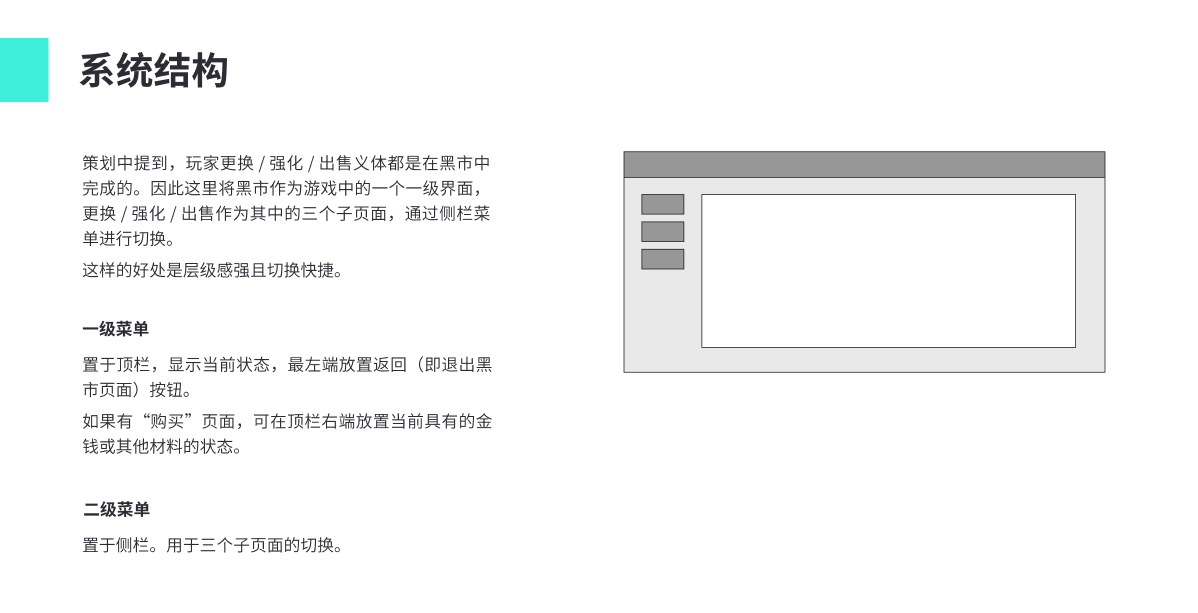 系统结构
策划中提到，玩家更换 / 强化 / 出售义体都是在黑市中
完成的。因此这里将黑市作为游戏中的一个一级界面，
更换 / 强化 / 出售作为其中的三个子页面，通过侧栏菜
单进行切换。
这样的好处是层级感强且切换快捷。
一级菜单
置于顶栏，显示当前状态，最左端放置返回（即退出黑
市页面）按钮。
如果有“购买”页面，可在顶栏右端放置当前具有的金
钱或其他材料的状态。
二级菜单
置于侧栏。用于三个子页面的切换。